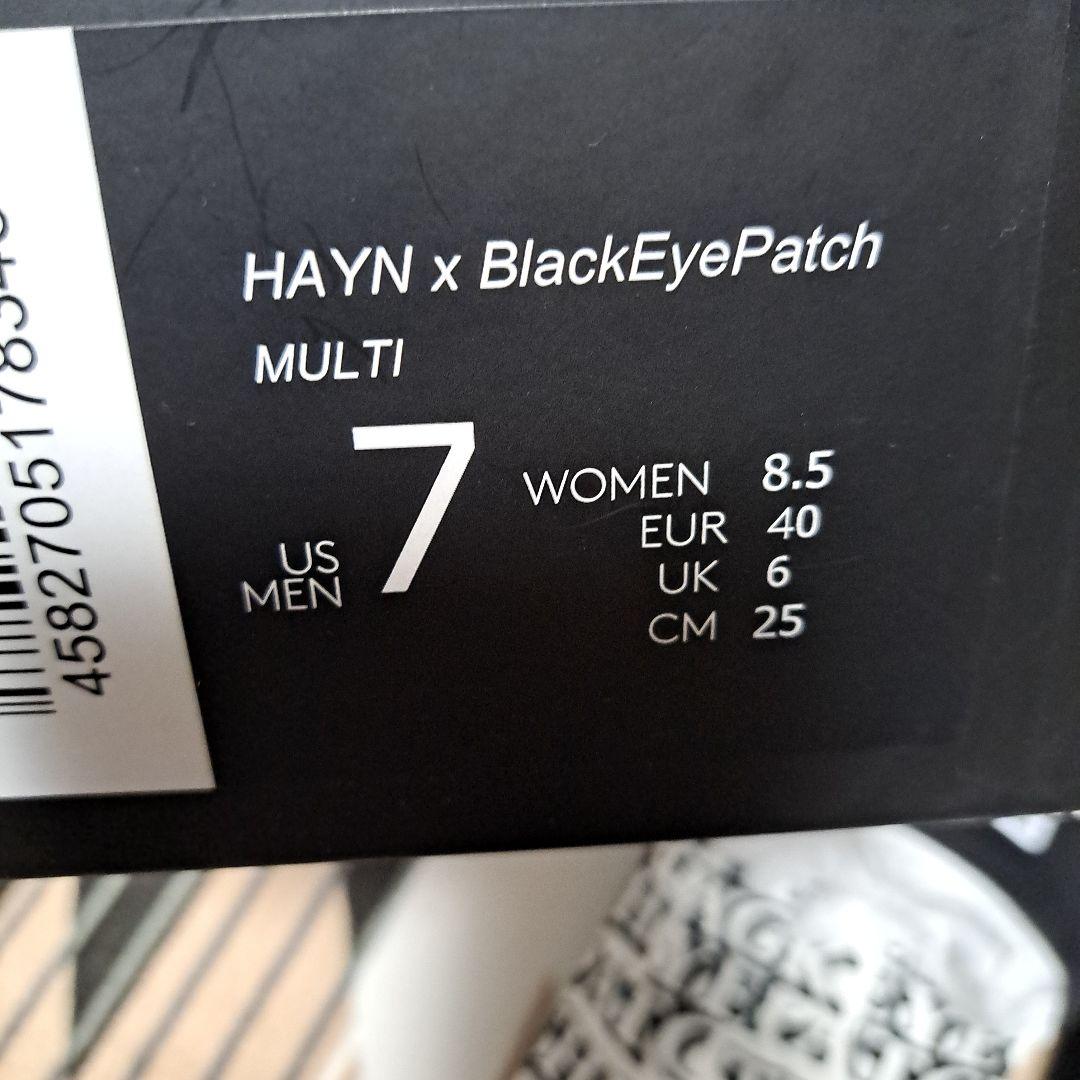 HAYN x BlackEyePatch
MULTI
US MEN 7
WOMEN 8.5
EUR 40
UK 6
CM 25